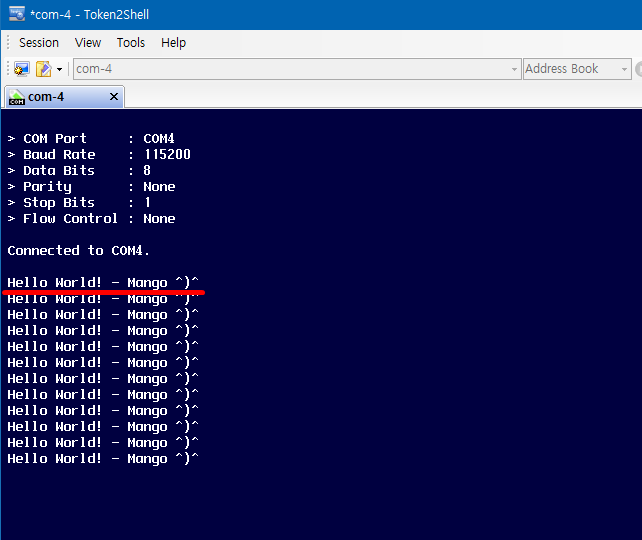 *com-4 - Token2Shell
Session View Tools Help
com-4 Address Book
COM com-4
> COM Port : COM4
> Baud Rate : 115200
> Data Bits : 8
> Parity : None
> Stop Bits : 1
> Flow Control : None
Connected to COM4.
Hello World! - Mango ^)^
Hello World! - Mango ^)^
Hello World! - Mango ^)^
Hello World! - Mango ^)^
Hello World! - Mango ^)^
Hello World! - Mango ^)^
Hello World! - Mango ^)^
Hello World! - Mango ^)^
Hello World! - Mango ^)^
Hello World! - Mango ^)^
Hello World! - Mango ^)^
Hello World! - Mango ^)^